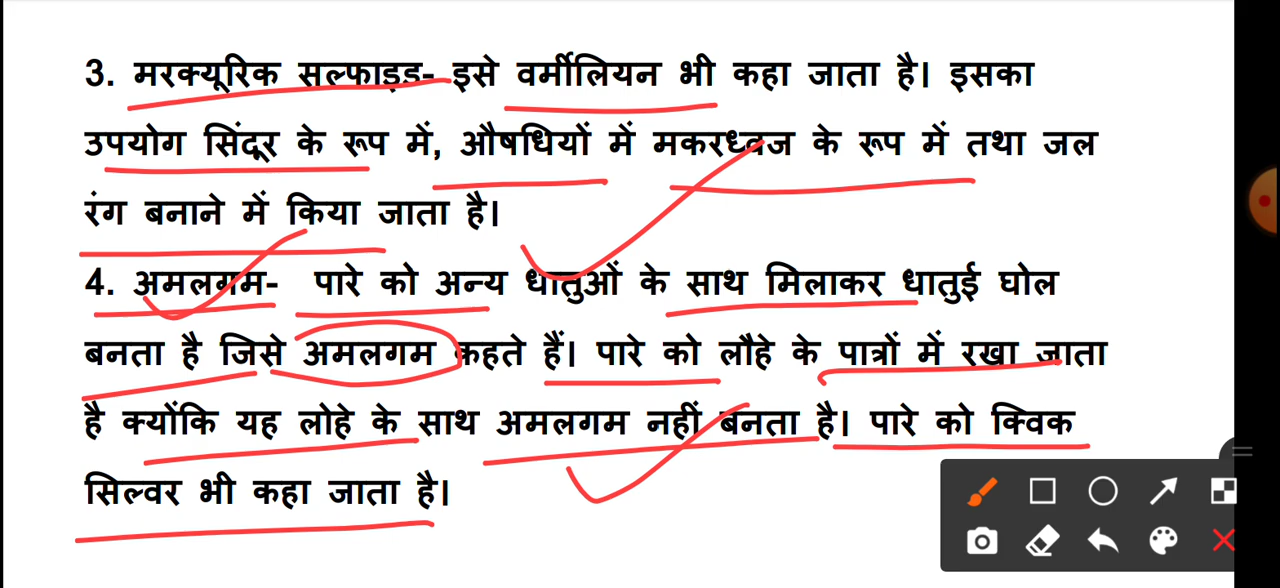 3. मरक्यूरिक सल्फाइड- इसे वर्मीलियन भी कहा जाता है। इसका
उपयोग सिंदूर के रूप में, औषधियों में मकरध्वज के रूप में तथा जल
रंग बनाने में किया जाता है।
4. अमलगम- पारे को अन्य धातुओं के साथ मिलाकर धातुई घोल
बनता है जिसे अमलगम कहते हैं। पारे को लौहे के पात्रों में रखा जाता
है क्योंकि यह लोहे के साथ अमलगम नहीं बनता है। पारे को क्विक
सिल्वर भी कहा जाता है।